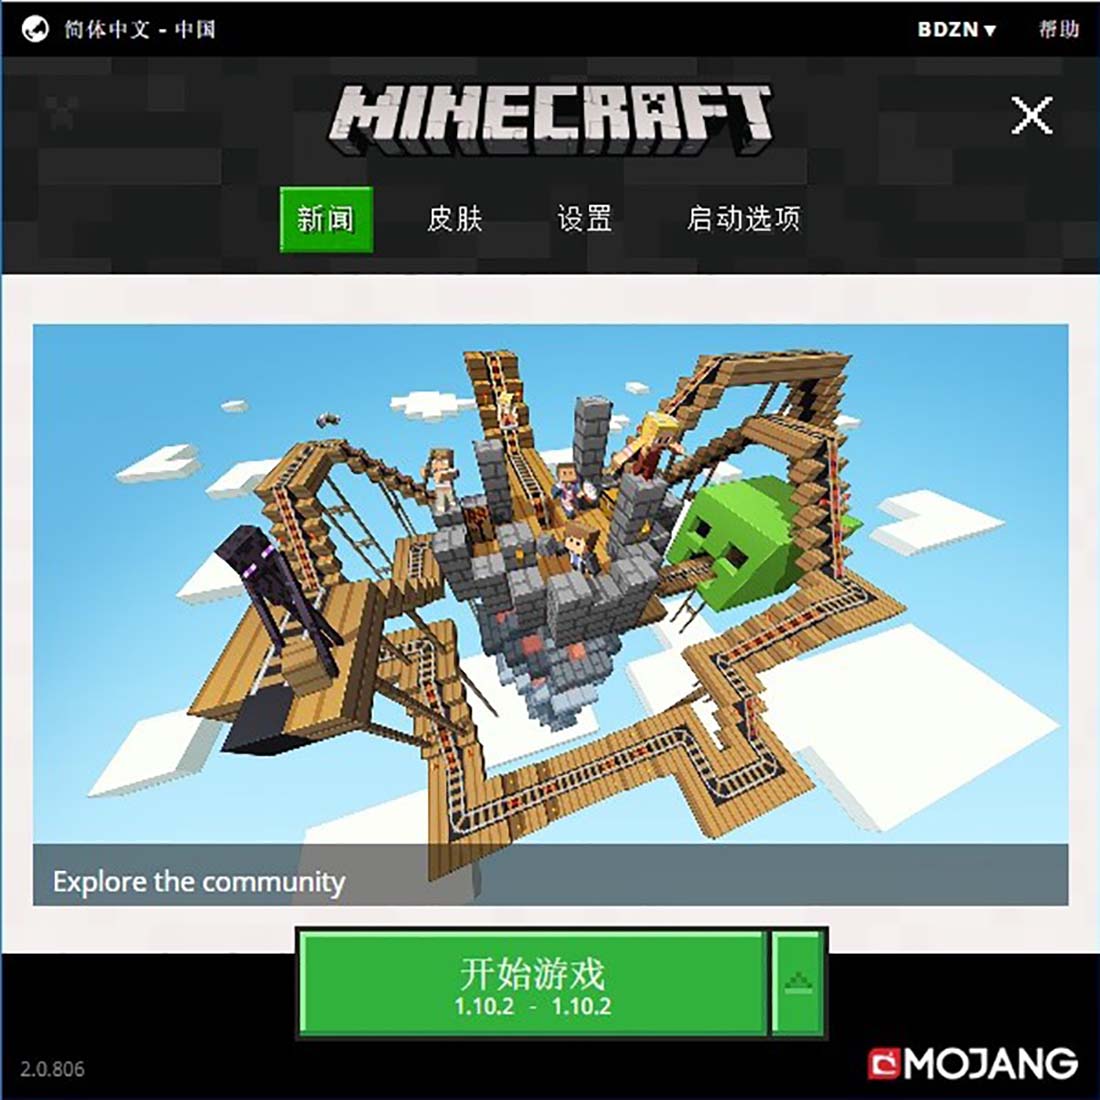 简体中文 - 中国
BDZN ▼
帮助
MINECRAFT
新闻
皮肤
设置
启动选项
Explore the community
开始游戏
1.10.2 - 1.10.2
2.0.806
MOJANG